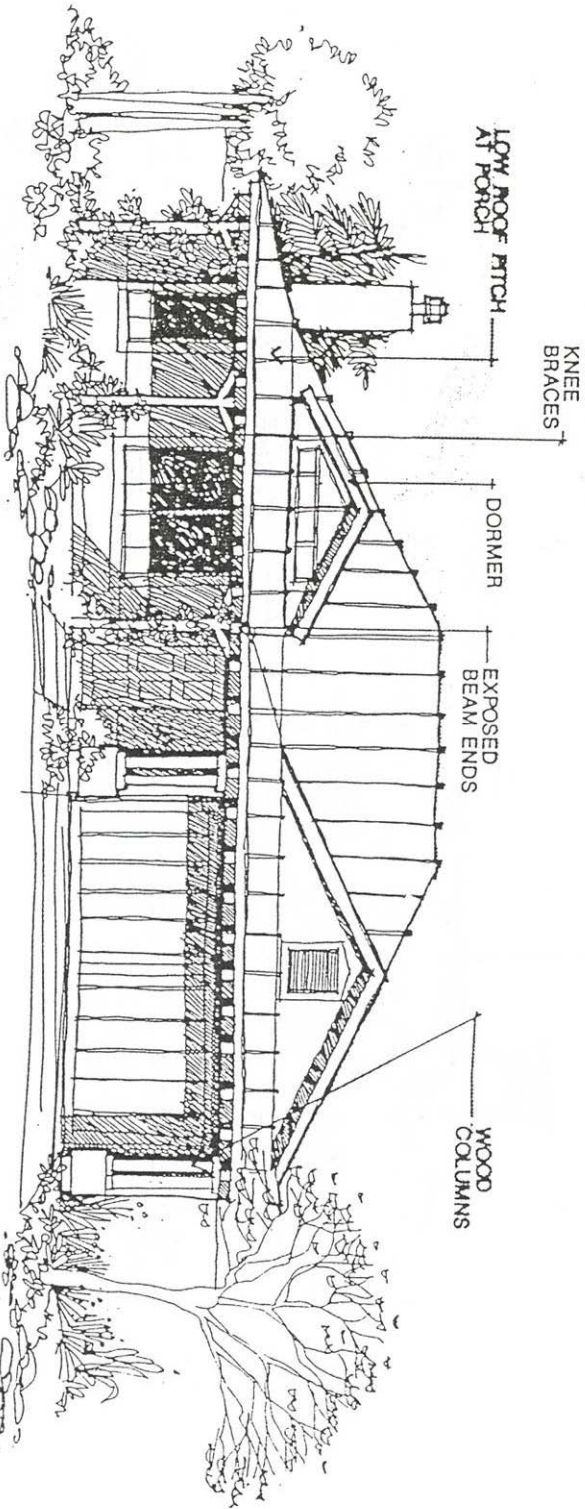 KNEE
BRACES
LOW ROOF PITCH
AT PORCH
DORMER
EXPOSED
BEAM ENDS
WOOD
COLUMNS